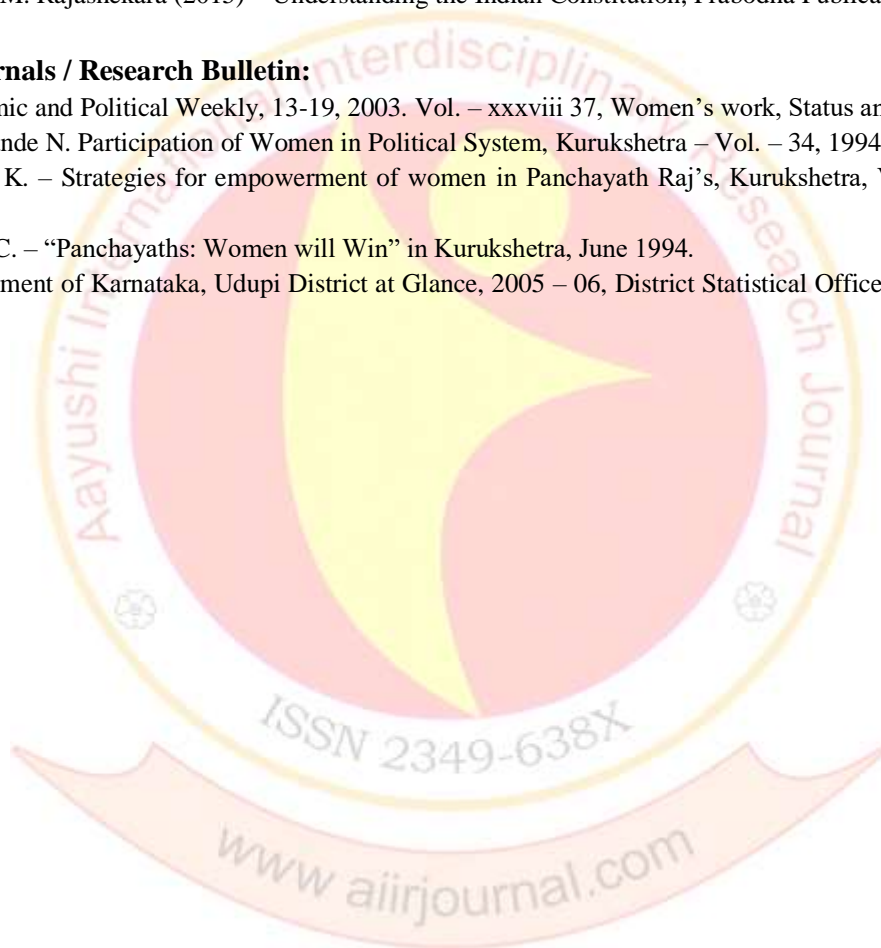 M. Rajashekara (2015) – Understanding the Indian Constitution, Prabodha Publica
rnals / Research Bulletin:
mic and Political Weekly, 13-19, 2003. Vol. – xxxviii 37, Women’s work, Status an
nde N. Participation of Women in Political System, Kurukshetra – Vol. – 34, 1994
K. – Strategies for empowerment of women in Panchayath Raj’s, Kurukshetra, V
C. – “Panchayaths: Women will Win” in Kurukshetra, June 1994.
ment of Karnataka, Udupi District at Glance, 2005 – 06, District Statistical Office
Aayushi International Interdisciplinary Research Journal
ISSN 2349-638X
www aiirjournal.com